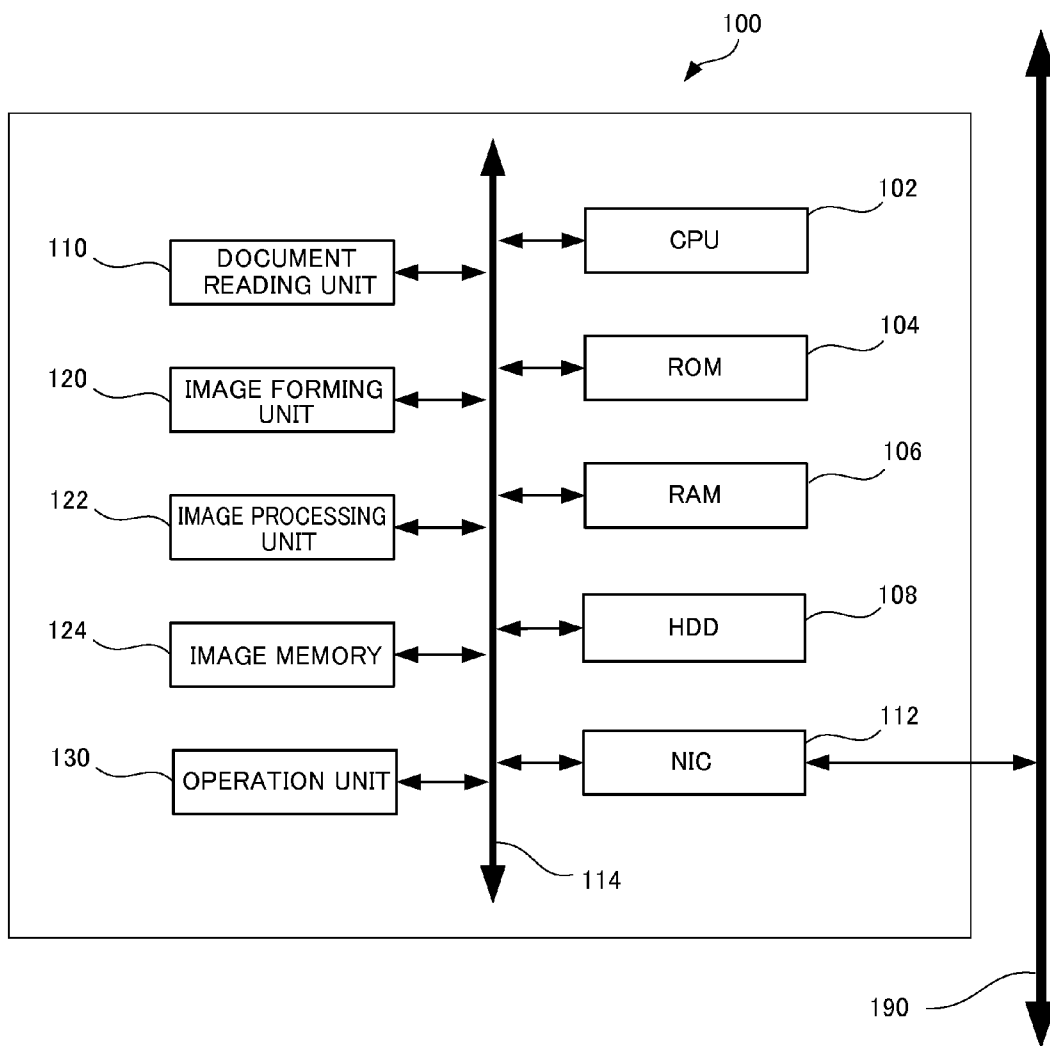 100
102
CPU
110
DOCUMENT
READING UNIT
104
ROM
120
IMAGE FORMING
UNIT
106
RAM
122
IMAGE PROCESSING
UNIT
108
HDD
124
IMAGE MEMORY
112
NIC
130
OPERATION UNIT
114
190